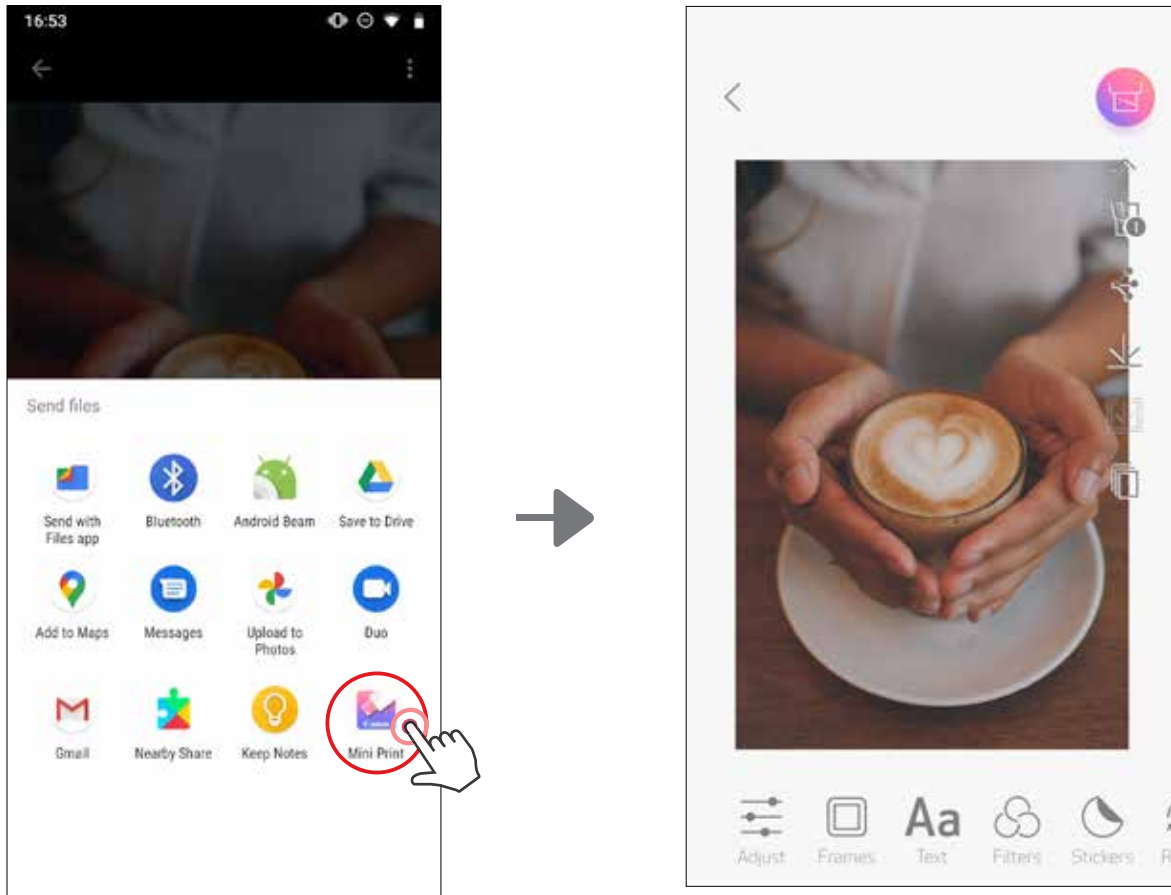 16:53
Send files
Send with
Files app
Bluetooth
Android Beam
Save to Drive
Add to Maps
Messages
Upload to
Photos
Duo
Gmail
Nearby Share
Keep Notes
Mini Print
Aa
Adjust
Frames
Text
Filters
Stickers